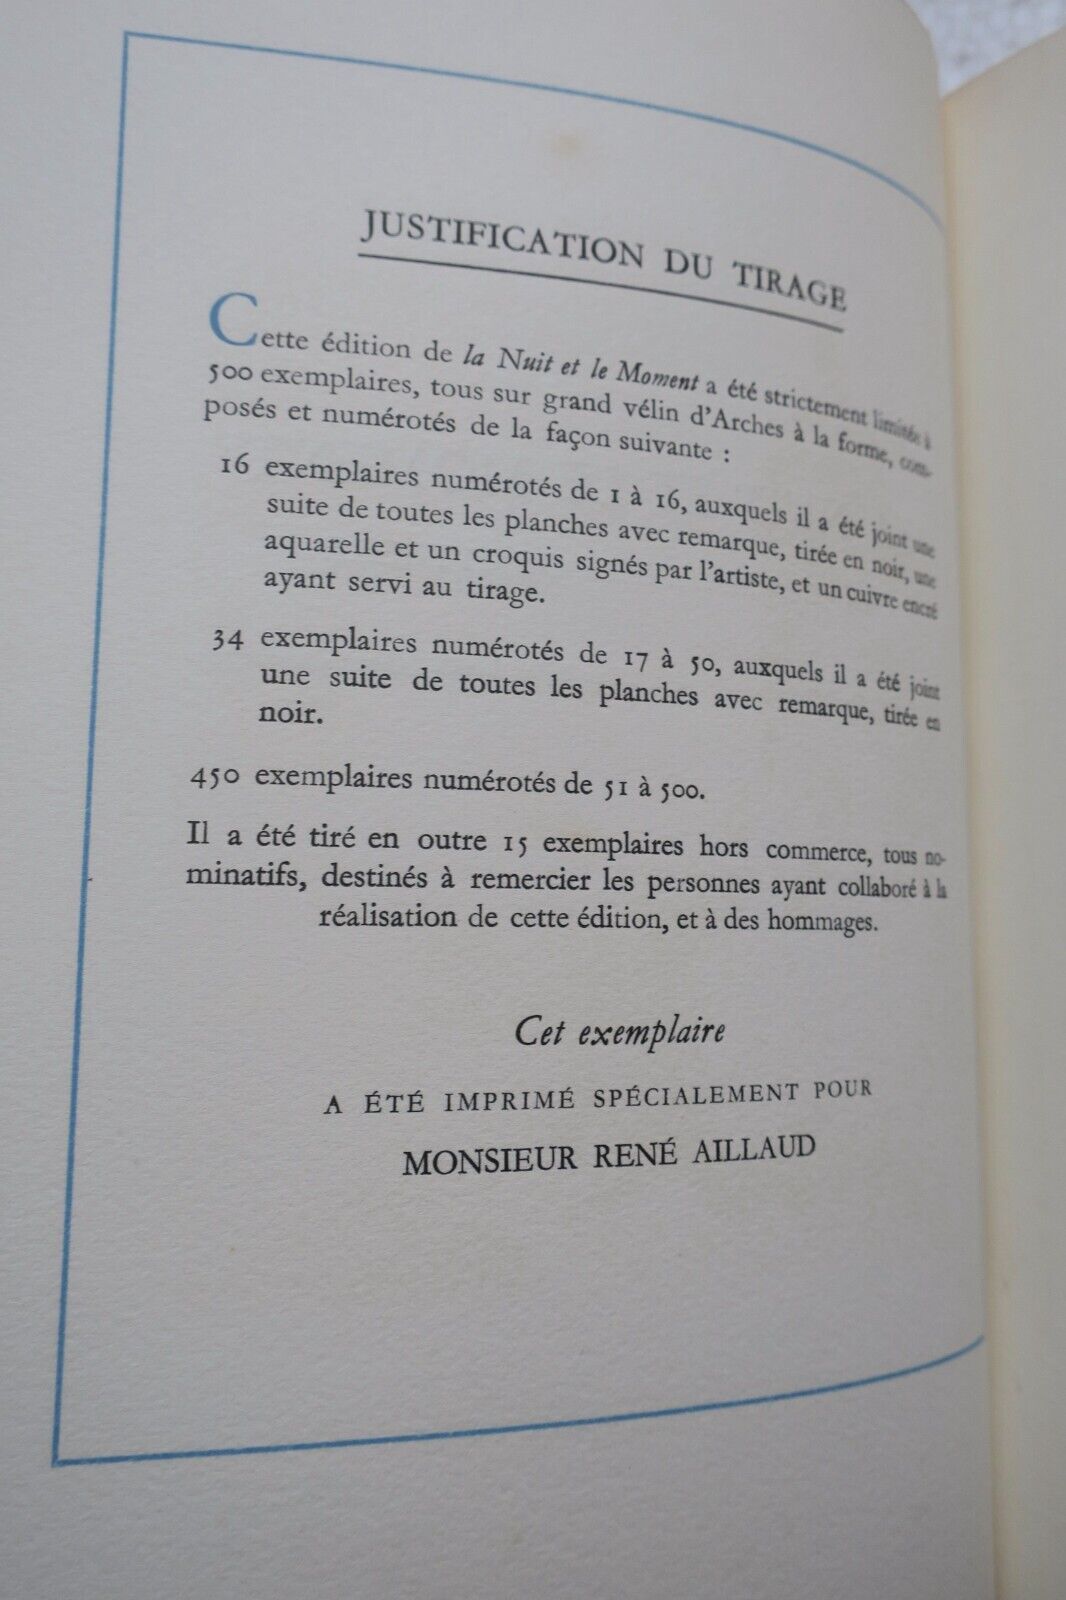 JUSTIFICATION DU TIRAGE
Cette édition de la Nuit et le Moment a été strictement limitée à
500 exemplaires, tous sur grand vélin d'Arches à la forme, com-
posés et numérotés de la façon suivante :
16 exemplaires numérotés de 1 à 16, auxquels il a été joint une
suite de toutes les planches avec remarque, tirée en noir, une
aquarelle et un croquis signés par l'artiste, et un cuivre encré
ayant servi au tirage.
34 exemplaires numérotés de 17 à 50, auxquels il a été joint
une suite de toutes les planches avec remarque, tirée en
noir.
450 exemplaires numérotés de 51 à 500.
Il a été tiré en outre 15 exemplaires hors commerce, tous no-
minatifs, destinés à remercier les personnes ayant collaboré à la
réalisation de cette édition, et à des hommages.
Cet exemplaire
A ÉTÉ IMPRIMÉ SPÉCIALEMENT POUR
MONSIEUR RENÉ AILLAUD